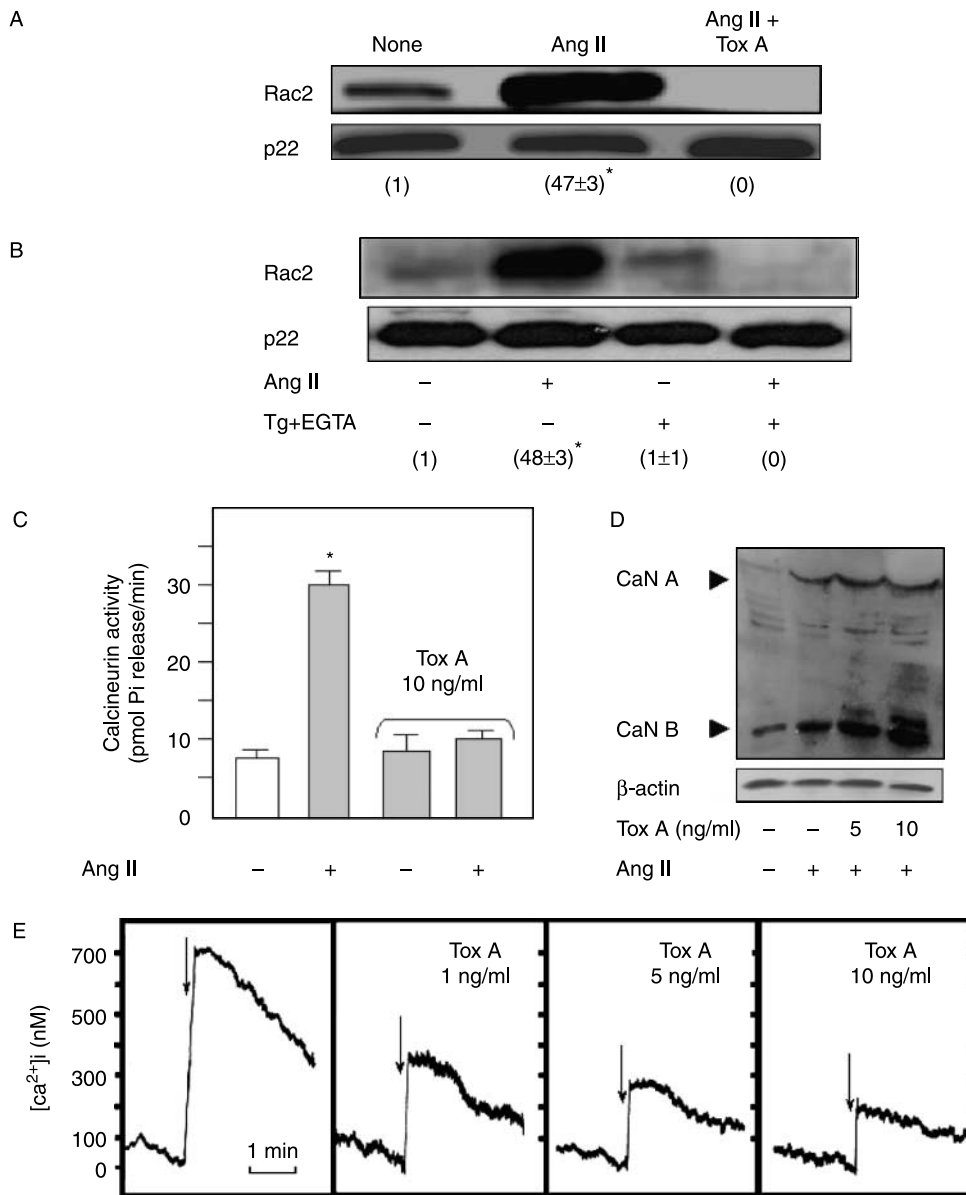 A
None Ang II Ang II +
Tox A
Rac2
p22
(1) (47±3)* (0)
B
Rac2
p22
Ang II – + – +
Tg+EGTA – – + +
(1) (48±3)* (1±1) (0)
C
Calcineurin activity
(pmol Pi release/min)
30
20
10
0
*
Tox A
10 ng/ml
Ang II – + – +
D
CaN A
CaN B
β-actin
Tox A (ng/ml) – – 5 10
Ang II – + + +
E
[ca²⁺]i (nM)
700
500
300
100
0
1 min
Tox A
1 ng/ml
Tox A
5 ng/ml
Tox A
10 ng/ml